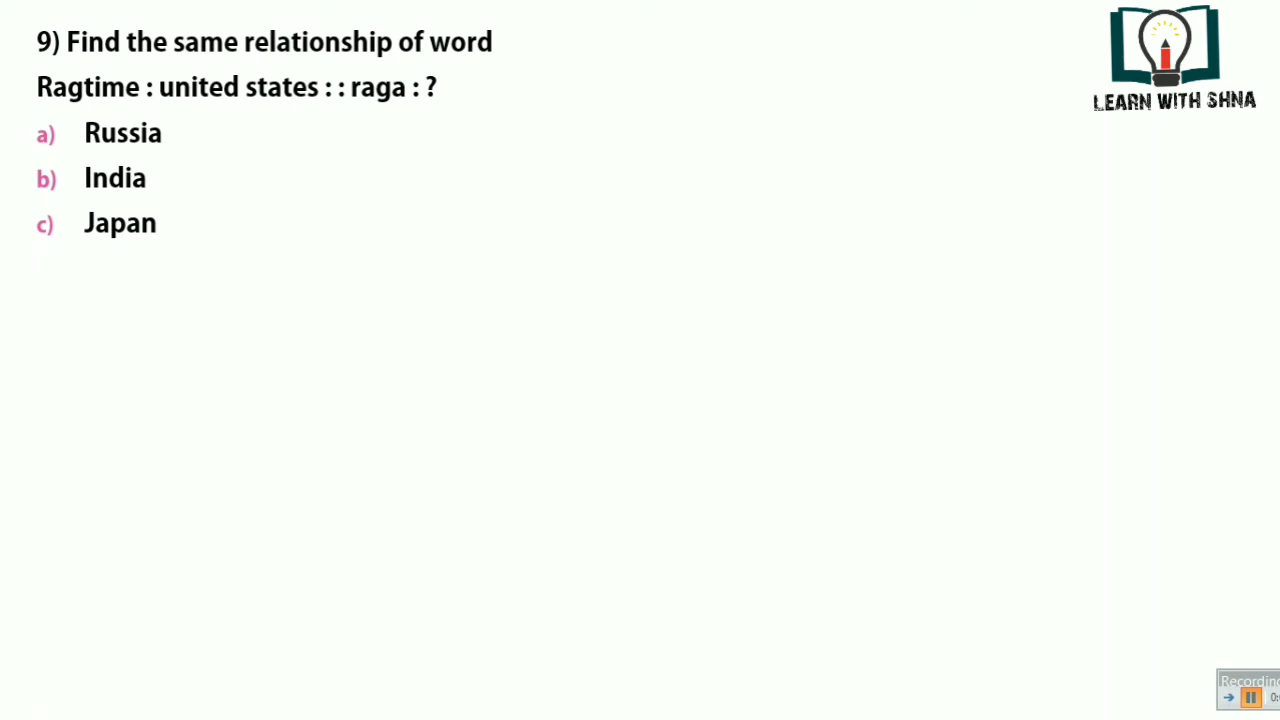 9) Find the same relationship of word
Ragtime : united states : : raga : ?
a) Russia
b) India
c) Japan
LEARN WITH SHNA
Recording